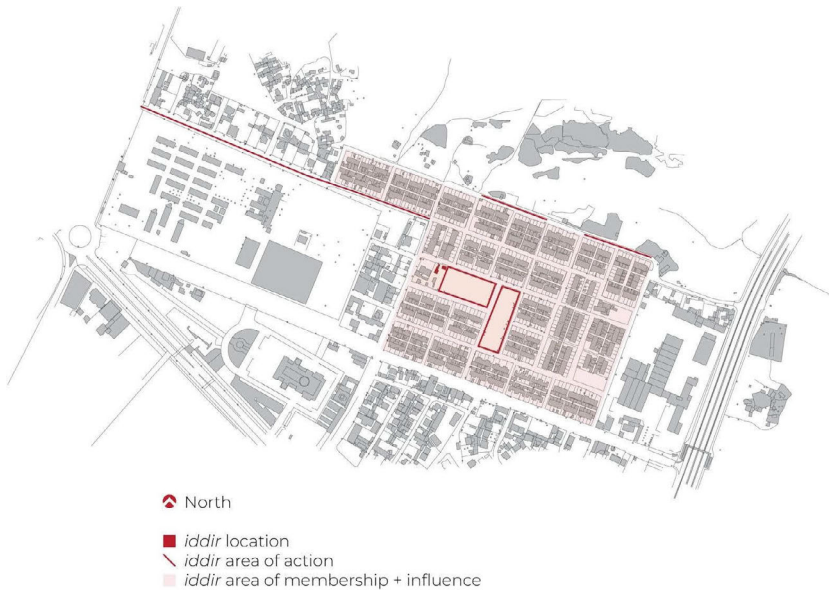 North
iddir location
iddir area of action
iddir area of membership + influence